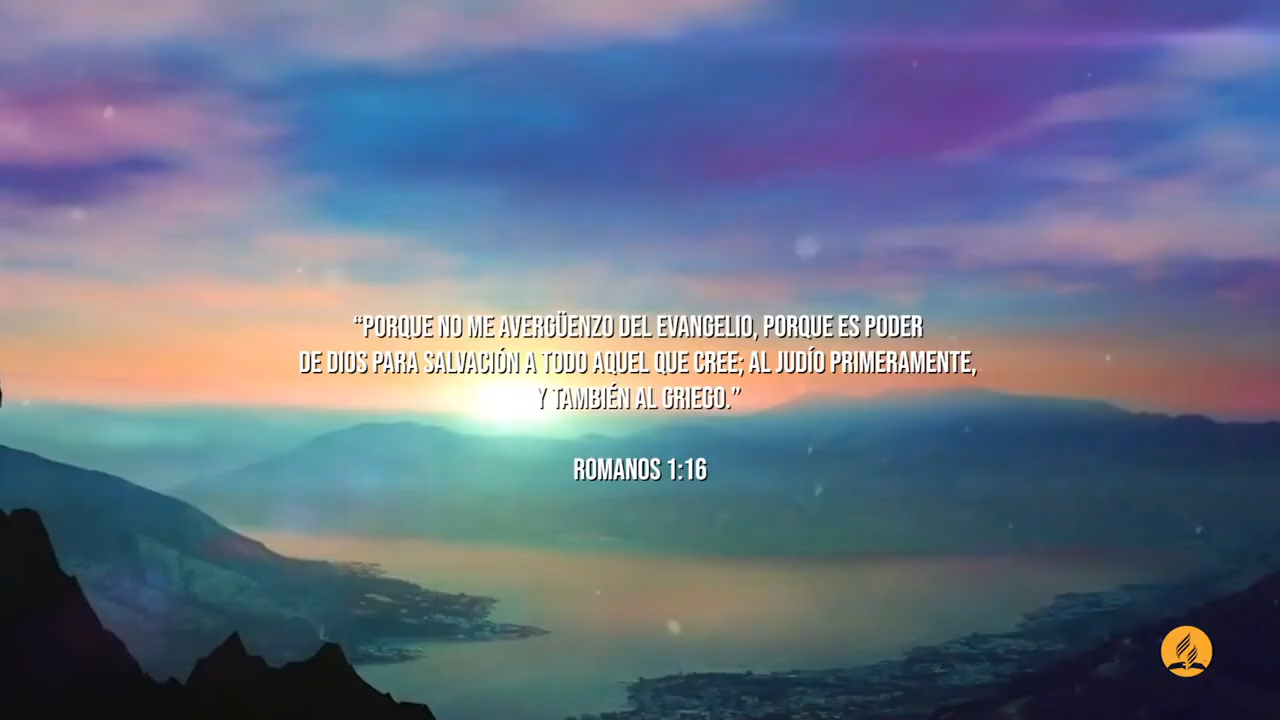 “PORQUE NO ME AVERGÜENZO DEL EVANGELIO, PORQUE ES PODER
DE DIOS PARA SALVACIÓN A TODO AQUEL QUE CREE; AL JUDÍO PRIMERAMENTE,
Y TAMBIÉN AL GRIEGO.”
ROMANOS 1:16